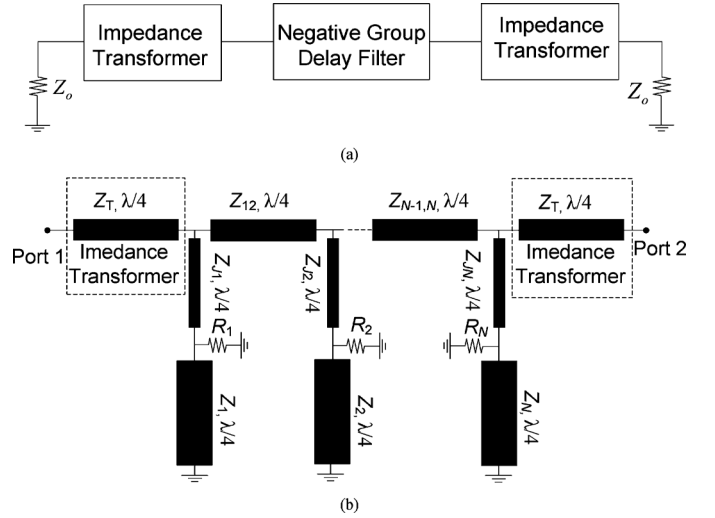 Impedance
Transformer
Negative Group
Delay Filter
Impedance
Transformer
Zo
Zo
(a)
ZT, λ/4
Z12, λ/4
ZN-1,N, λ/4
ZT, λ/4
Port 1
Imedance
Transformer
Imedance
Transformer
Port 2
ZJ1, λ/4
ZJ2, λ/4
ZJN, λ/4
R1
R2
RN
Z1, λ/4
Z2, λ/4
ZN, λ/4
(b)